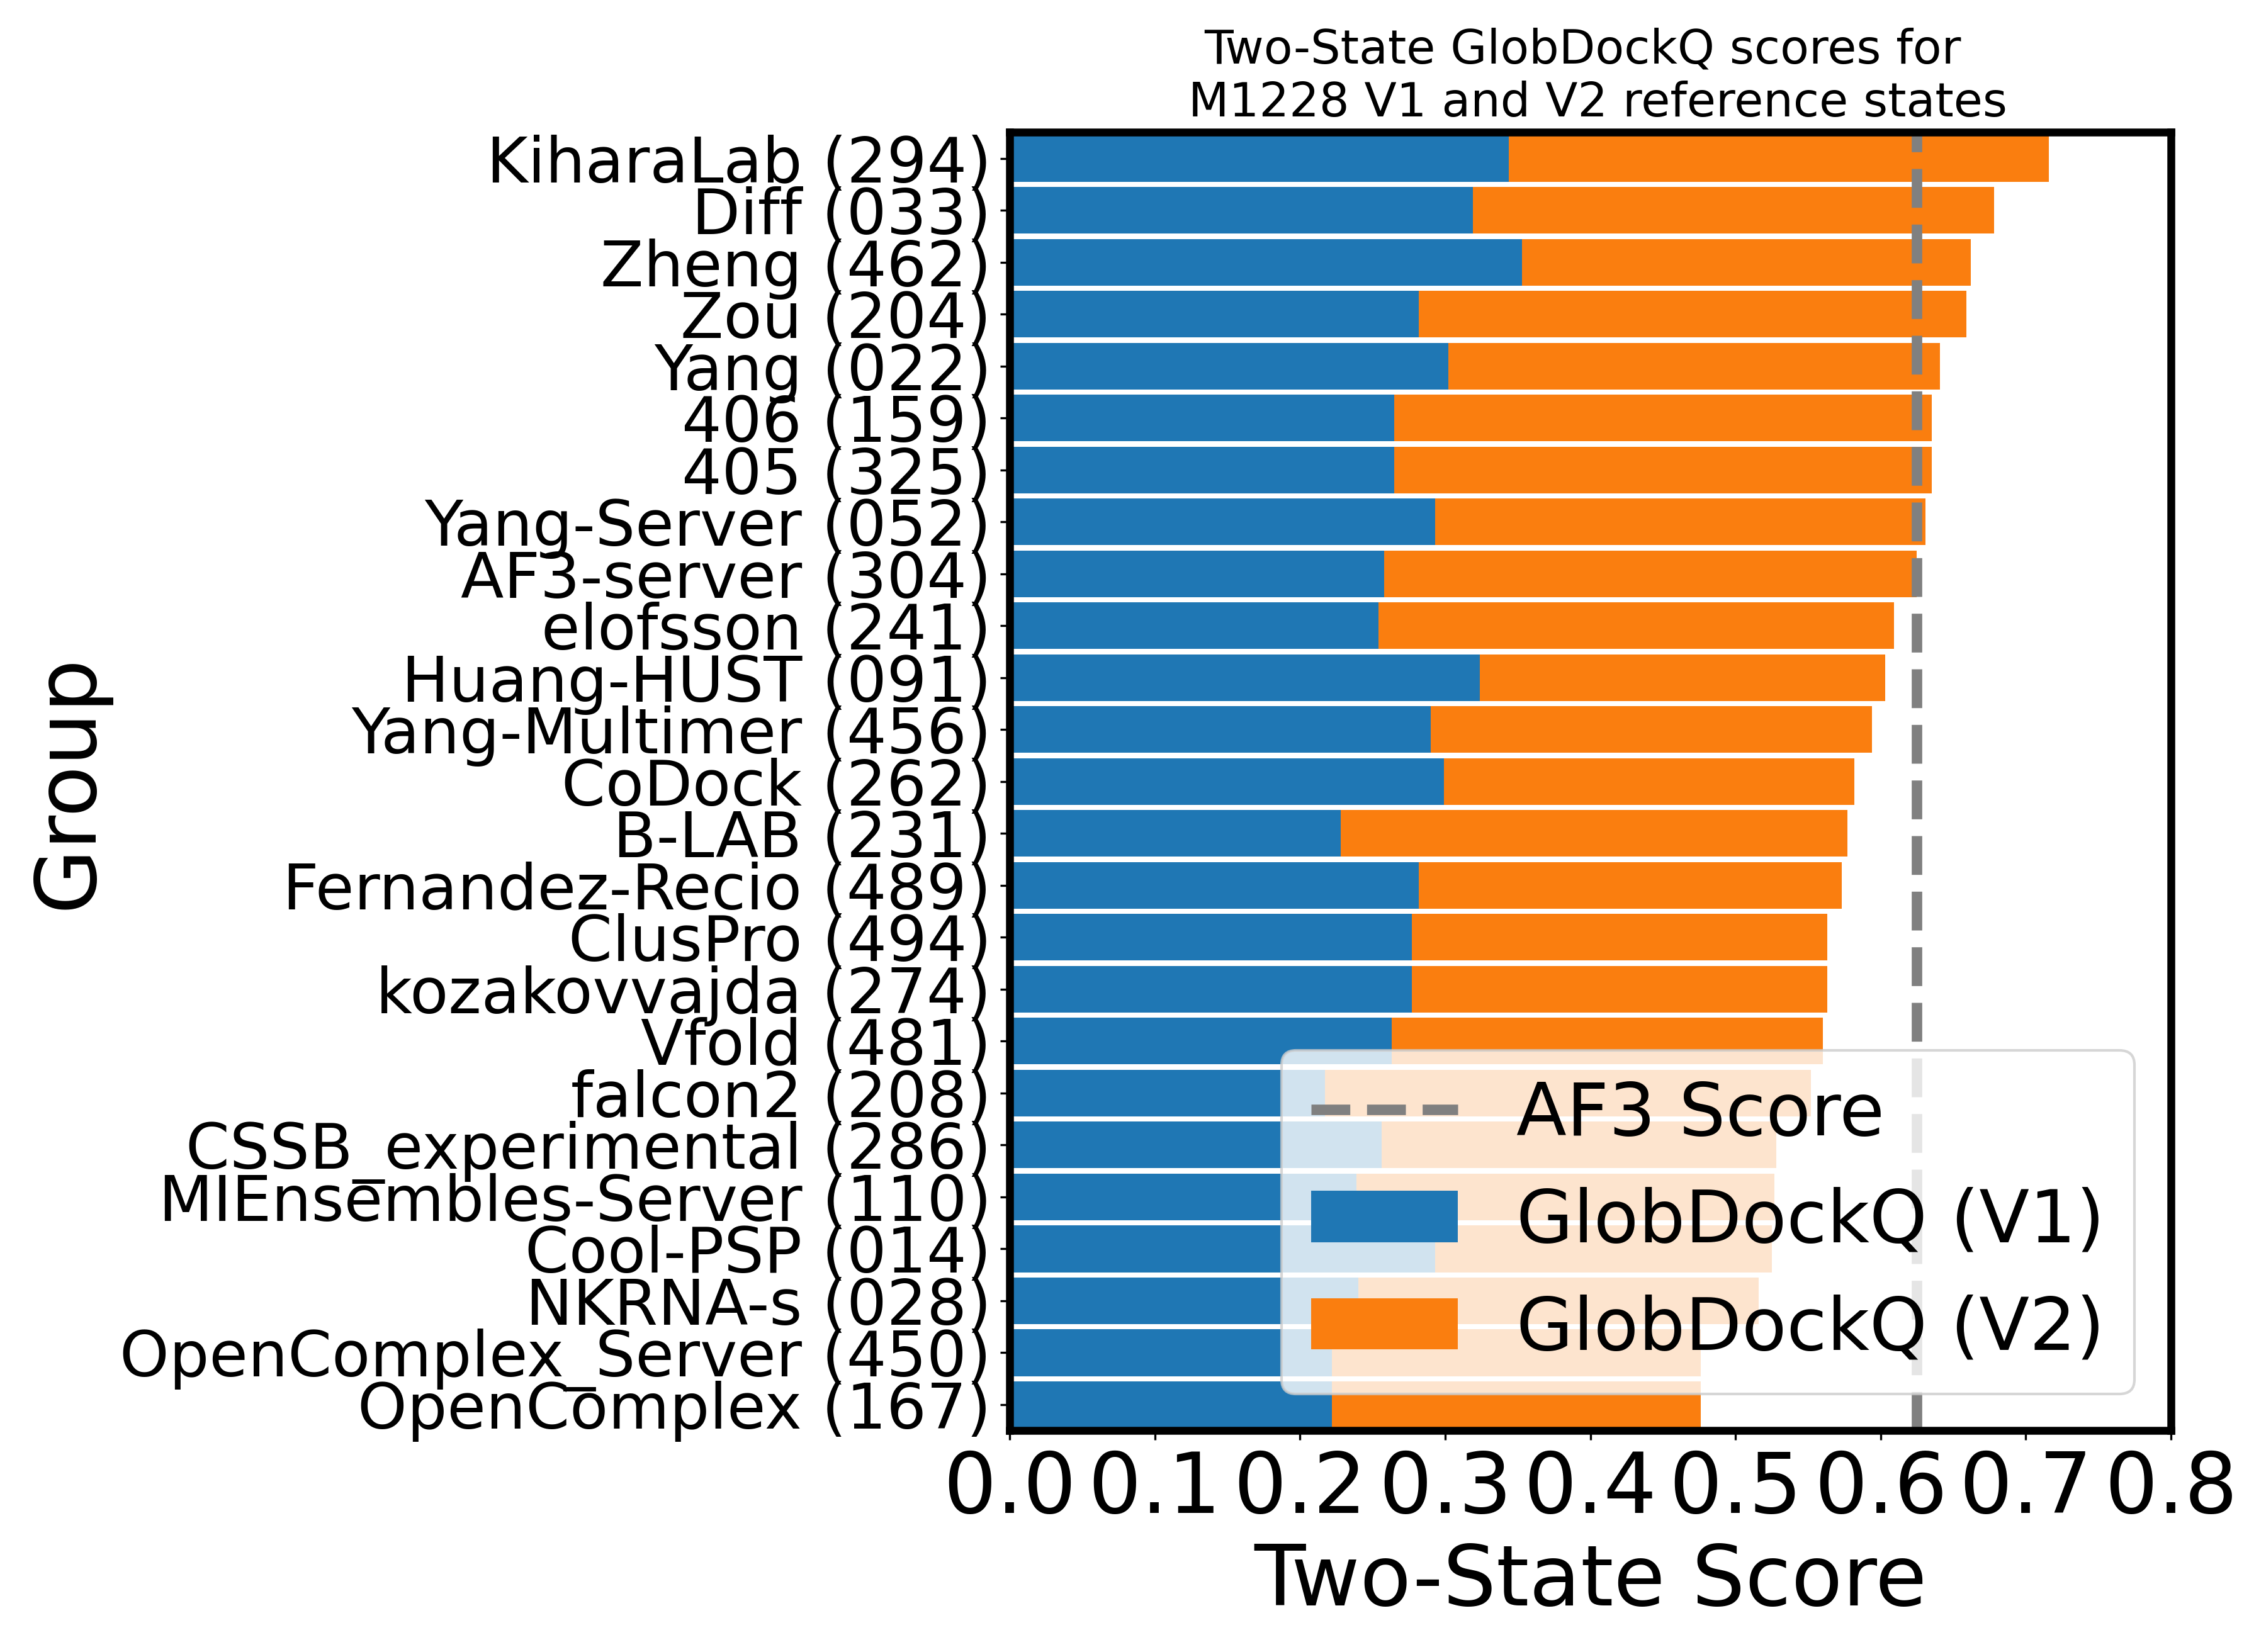 Two-State GlobDockQ scores for
M1228 V1 and V2 reference states
Group
KiharaLab (294)
Diff (033)
Zheng (462)
Zou (204)
Yang (022)
406 (159)
405 (325)
Yang-Server (052)
AF3-server (304)
elofsson (241)
Huang-HUST (091)
Yang-Multimer (456)
CoDock (262)
B-LAB (231)
Fernandez-Recio (489)
ClusPro (494)
kozakovvajda (274)
Vfold (481)
falcon2 (208)
CSSB_experimental (286)
MIEnsembles-Server (110)
Cool-PSP (014)
NKRNA-s (028)
OpenComplex_Server (450)
OpenComplex (167)
AF3 Score
GlobDockQ (V1)
GlobDockQ (V2)
0.0 0.1 0.2 0.3 0.4 0.5 0.6 0.7 0.8
Two-State Score